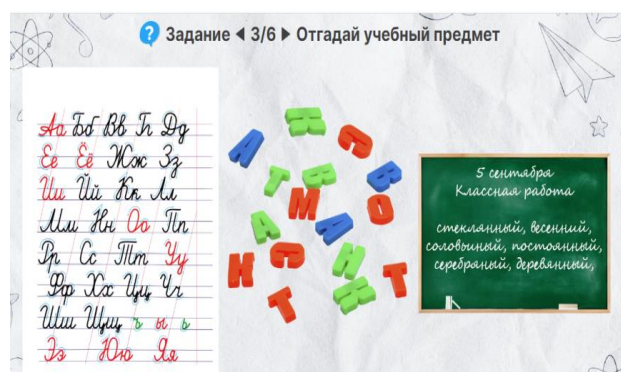 Задание ◀ 3/6 ▶ Отгадай учебный предмет
Аа Бб Вв Гг Дд
Ее Ёё Жж Зз
Ии Йй Кк Лл
Мм Нн Оо Пп
Рр Сс Тт Уу
Фф Хх Цц Чч
Шш Щщ ъ ы ь
Ээ Юю Яя
Ж С
А Т В В
М О
А А
И С
Т Ж Т
5 сентября
Классная работа
стеклянный, весенний,
соловьиный, постоянный,
серебряный, деревянный,